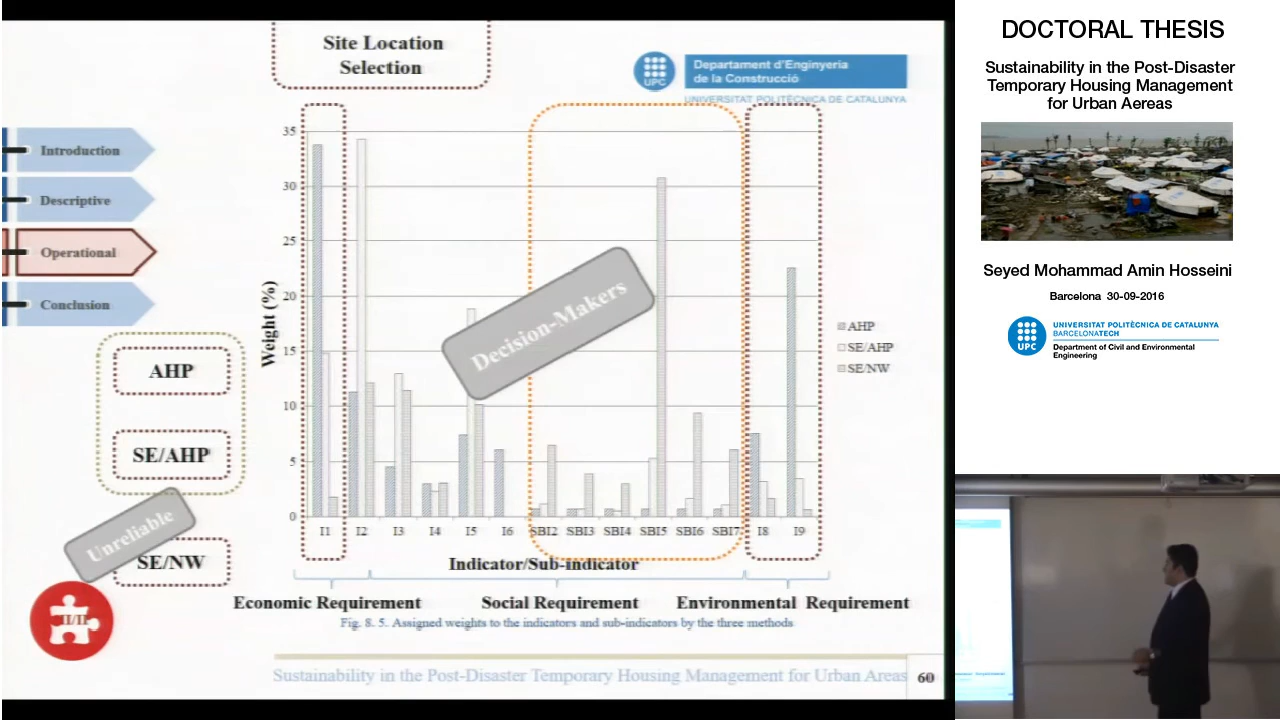 Site Location
Selection
UPC
Departament d'Enginyeria
de la Construcció
UNIVERSITAT POLITÈCNICA DE CATALUNYA
Introduction
Descriptive
Operational
Conclusion
AHP
SE/AHP
Unreliable
SE/NW
Weight (%)
35
30
25
20
15
10
5
0
Decision-Makers
AHP
SE/AHP
SE/NW
I1 I2 I3 I4 I5 I6 SBI2 SBI3 SBI4 SBI5 SBI6 SBI7 I8 I9
Indicator/Sub-indicator
Economic Requirement Social Requirement Environmental Requirement
Fig. 8. 5. Assigned weights to the indicators and sub-indicators by the three methods
Sustainability in the Post-Disaster Temporary Housing Management for Urban Areas 60
DOCTORAL THESIS
Sustainability in the Post-Disaster
Temporary Housing Management
for Urban Aereas
Seyed Mohammad Amin Hosseini
Barcelona 30-09-2016
UPC
UNIVERSITAT POLITÈCNICA DE CATALUNYA
BARCELONATECH
Department of Civil and Environmental
Engineering